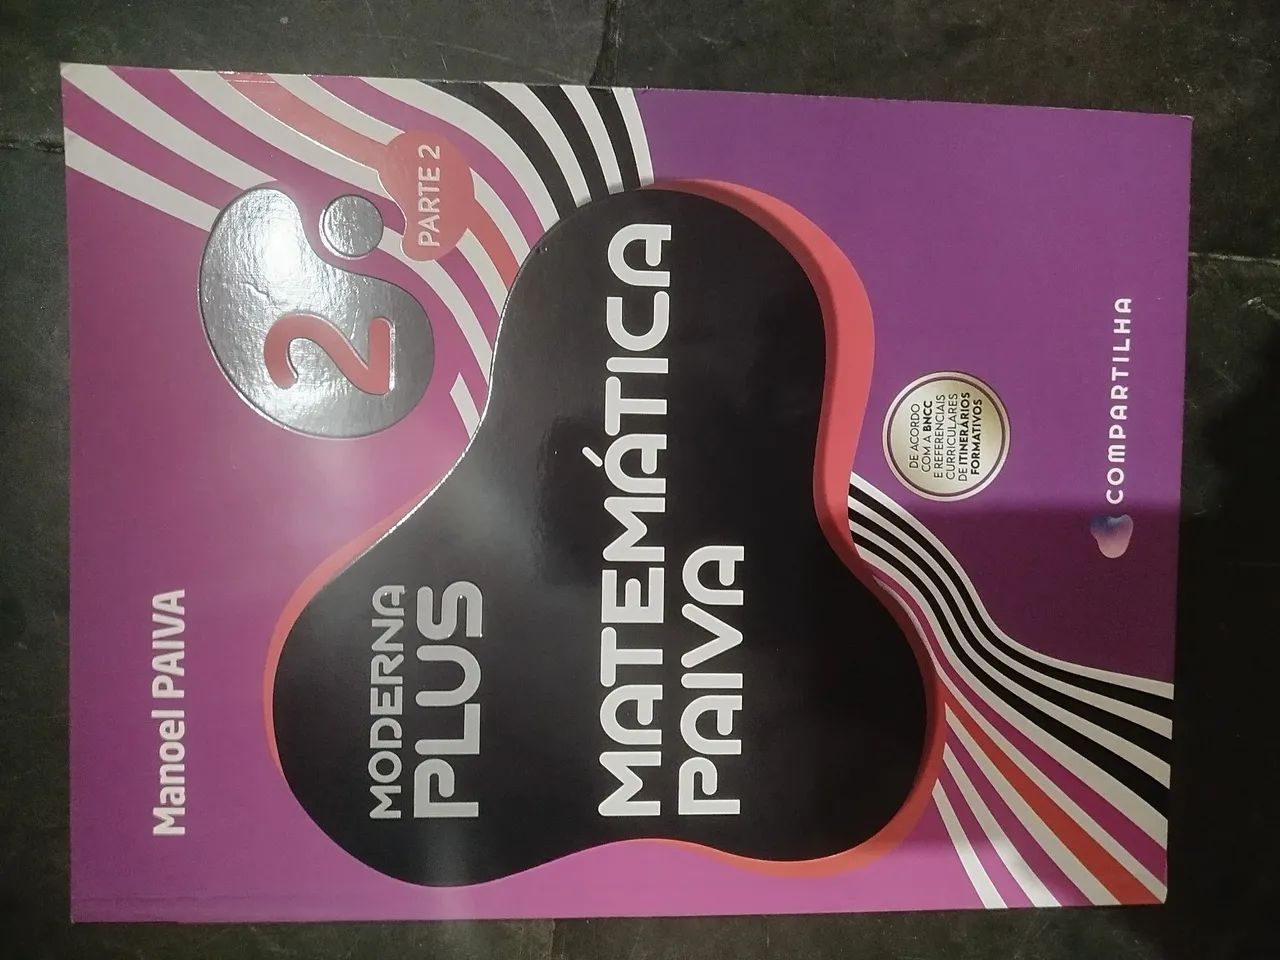 Manoel PAIVA
2
PARTE 2
MODERNA
PLUS
MATEMÁTICA
PAIVA
DE ACORDO
COM A BNCC
E REFERENCIAIS
CURRICULARES
DE ITINERÁRIOS
FORMATIVOS
COMPARTILHA